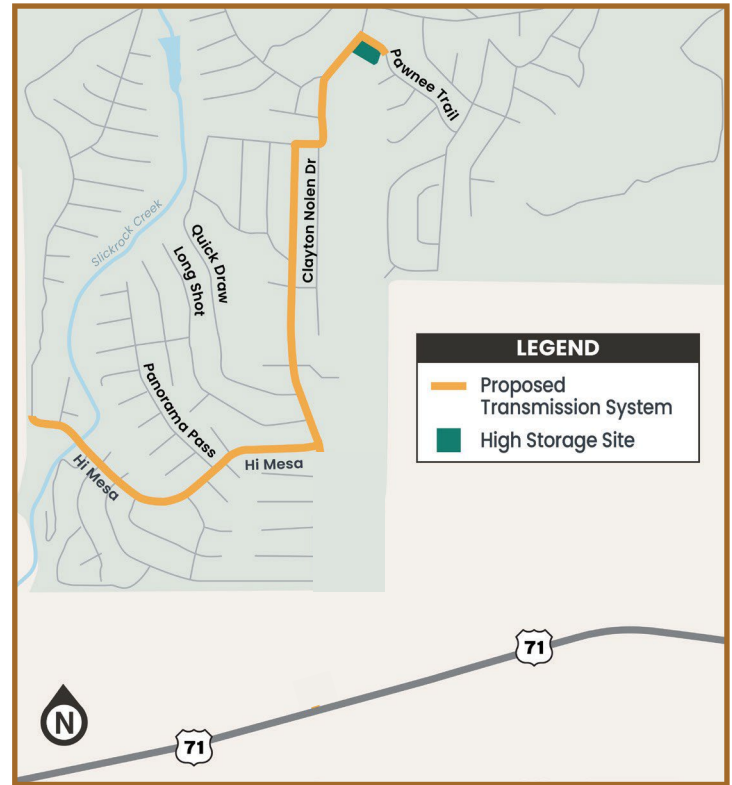 Pawnee Trail
Clayton Nolen Dr
Slickrock Creek
Quick Draw
Long Shot
Panorama Pass
Hi Mesa
Hi Mesa
LEGEND
Proposed
Transmission System
High Storage Site
71
71
N